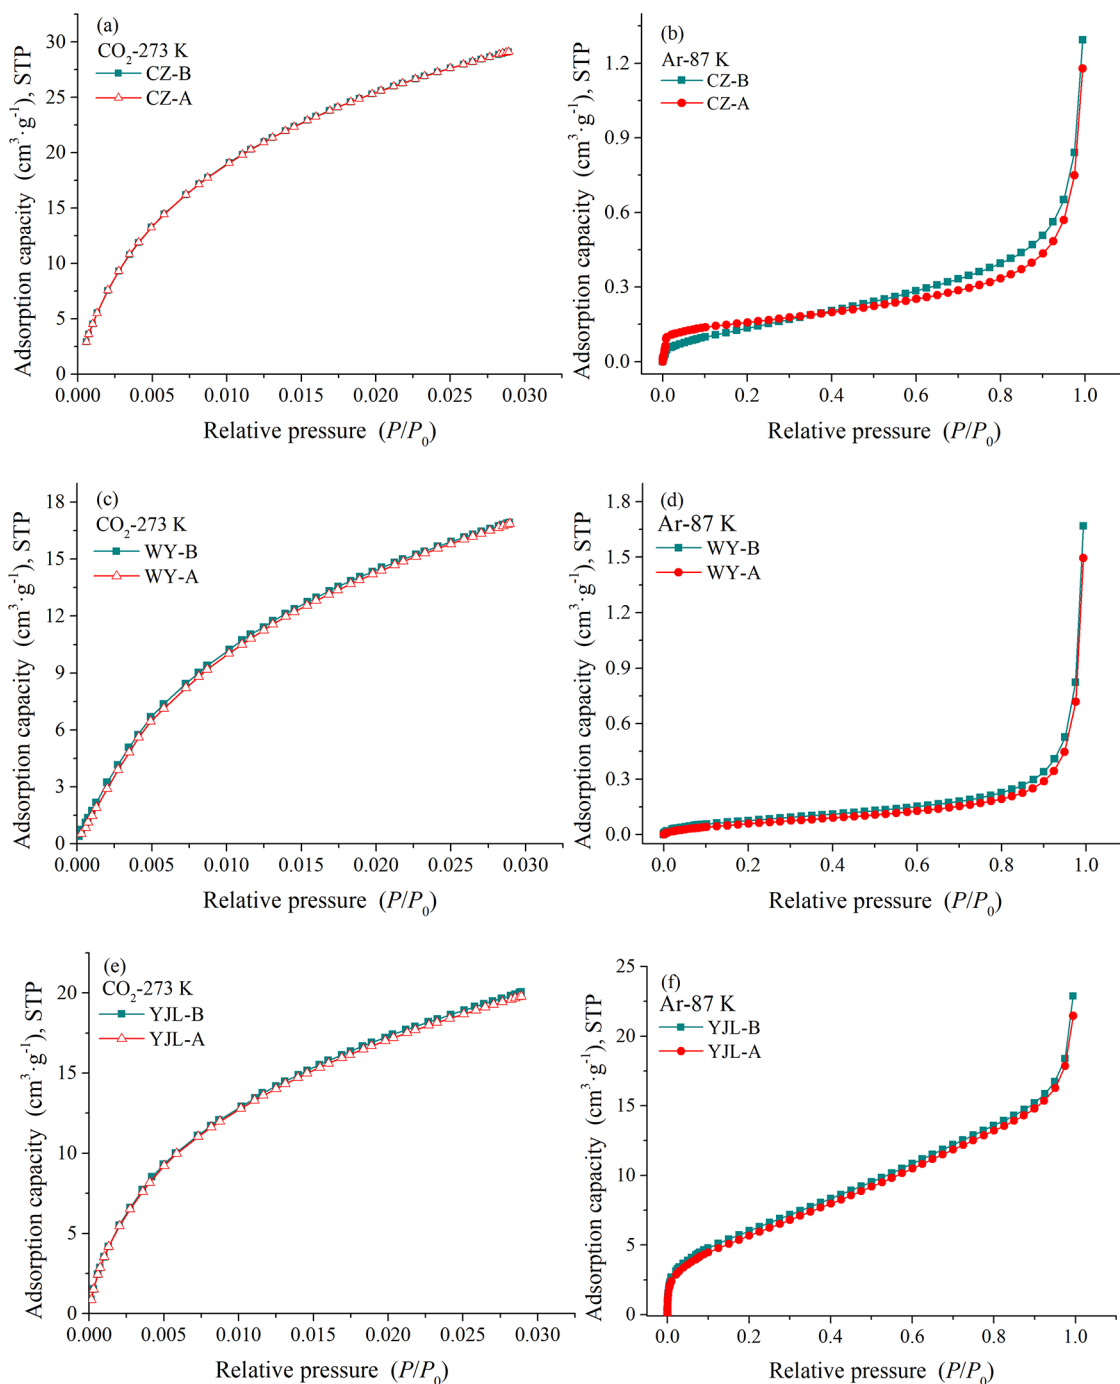 (a)
CO₂-273 K
CZ-B
CZ-A
Adsorption capacity (cm³·g⁻¹), STP
30
25
20
15
10
5
0
0.000 0.005 0.010 0.015 0.020 0.025 0.030
Relative pressure (P/P₀)
(b)
Ar-87 K
CZ-B
CZ-A
Adsorption capacity (cm³·g⁻¹), STP
1.2
0.9
0.6
0.3
0.0
0.0 0.2 0.4 0.6 0.8 1.0
Relative pressure (P/P₀)
(c)
CO₂-273 K
WY-B
WY-A
Adsorption capacity (cm³·g⁻¹), STP
18
15
12
9
6
3
0
0.000 0.005 0.010 0.015 0.020 0.025 0.030
Relative pressure (P/P₀)
(d)
Ar-87 K
WY-B
WY-A
Adsorption capacity (cm³·g⁻¹), STP
1.8
1.5
1.2
0.9
0.6
0.3
0.0
0.0 0.2 0.4 0.6 0.8 1.0
Relative pressure (P/P₀)
(e)
CO₂-273 K
YJL-B
YJL-A
Adsorption capacity (cm³·g⁻¹), STP
20
15
10
5
0
0.000 0.005 0.010 0.015 0.020 0.025 0.030
Relative pressure (P/P₀)
(f)
Ar-87 K
YJL-B
YJL-A
Adsorption capacity (cm³·g⁻¹), STP
25
20
15
10
5
0
0.0 0.2 0.4 0.6 0.8 1.0
Relative pressure (P/P₀)